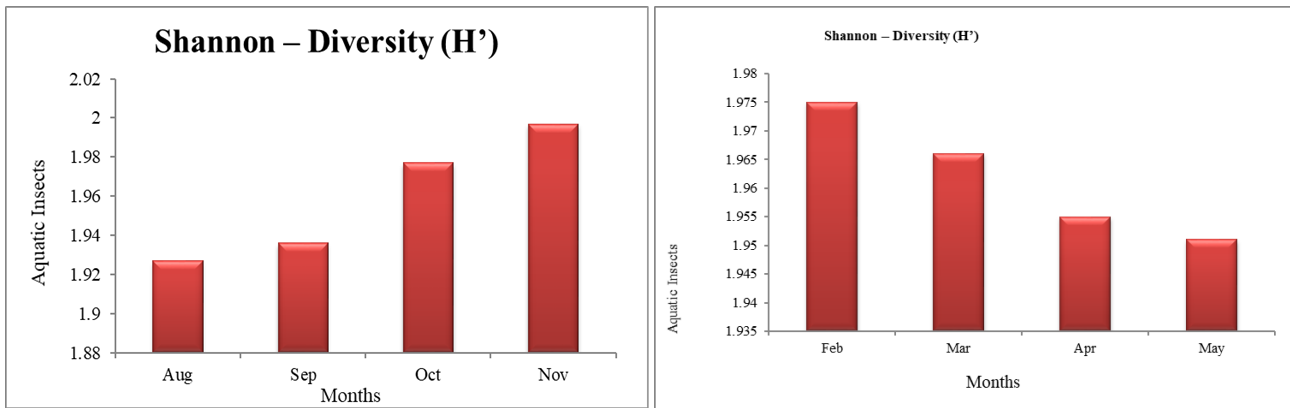 Shannon – Diversity (H’)
2.02
2
1.98
1.96
1.94
1.92
1.9
1.88
Aquatic Insects
Aug Sep Oct Nov
Months
Shannon – Diversity (H’)
1.98
1.975
1.97
1.965
1.96
1.955
1.95
1.945
1.94
1.935
Aquatic Insects
Feb Mar Apr May
Months